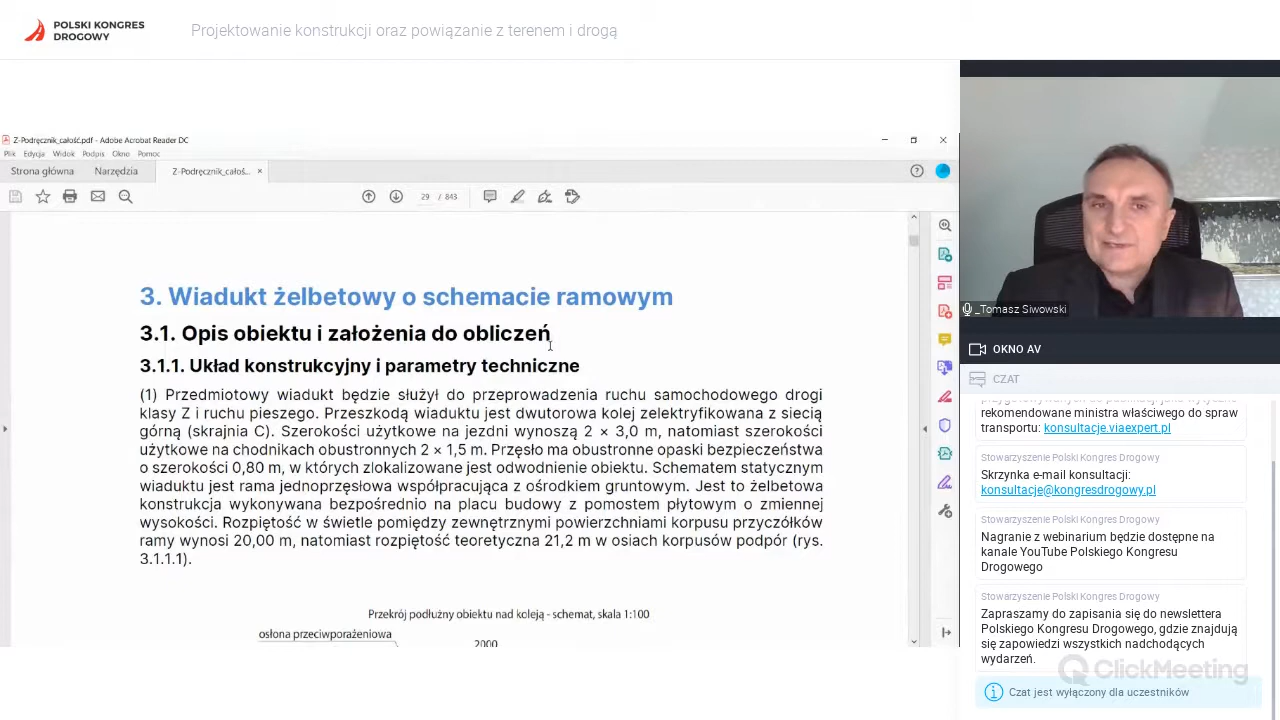 POLSKI KONGRES
DROGOWY
Projektowanie konstrukcji oraz powiązanie z terenem i drogą
Z-Podręcznik_całość.pdf - Adobe Acrobat Reader DC
Plik Edycja Widok Podpis Okno Pomoc
Strona główna Narzędzia Z-Podręcznik_całoś... ×
29 / 843
3. Wiadukt żelbetowy o schemacie ramowym
3.1. Opis obiektu i założenia do obliczeń
3.1.1. Układ konstrukcyjny i parametry techniczne
(1) Przedmiotowy wiadukt będzie służył do przeprowadzenia ruchu samochodowego drogi
klasy Z i ruchu pieszego. Przeszkodą wiaduktu jest dwutorowa kolej zelektryfikowana z siecią
górną (skrajnia C). Szerokości użytkowe na jezdni wynoszą 2 × 3,0 m, natomiast szerokości
użytkowe na chodnikach obustronnych 2 × 1,5 m. Przęsło ma obustronne opaski bezpieczeństwa
o szerokości 0,80 m, w których zlokalizowane jest odwodnienie obiektu. Schematem statycznym
wiaduktu jest rama jednoprzęsłowa współpracująca z ośrodkiem gruntowym. Jest to żelbetowa
konstrukcja wykonywana bezpośrednio na placu budowy z pomostem płytowym o zmiennej
wysokości. Rozpiętość w świetle pomiędzy zewnętrznymi powierzchniami korpusu przyczółków
ramy wynosi 20,00 m, natomiast rozpiętość teoretyczna 21,2 m w osiach korpusów podpór (rys.
3.1.1.1).
Przekrój podłużny obiektu nad koleją - schemat, skala 1:100
osłona przeciwporażeniowa
2000
_Tomasz Siwowski
OKNO AV
CZAT
rekomendowane ministra właściwego do spraw
transportu: konsultacje.viaexpert.pl
Stowarzyszenie Polski Kongres Drogowy
Skrzynka e-mail konsultacji:
konsultacje@kongresdrogowy.pl
Stowarzyszenie Polski Kongres Drogowy
Nagranie z webinarium będzie dostępne na
kanale YouTube Polskiego Kongresu
Drogowego
Stowarzyszenie Polski Kongres Drogowy
Zapraszamy do zapisania się do newslettera
Polskiego Kongresu Drogowego, gdzie znajdują
się zapowiedzi wszystkich nadchodzących
wydarzeń.
ClickMeeting
Czat jest wyłączony dla uczestników